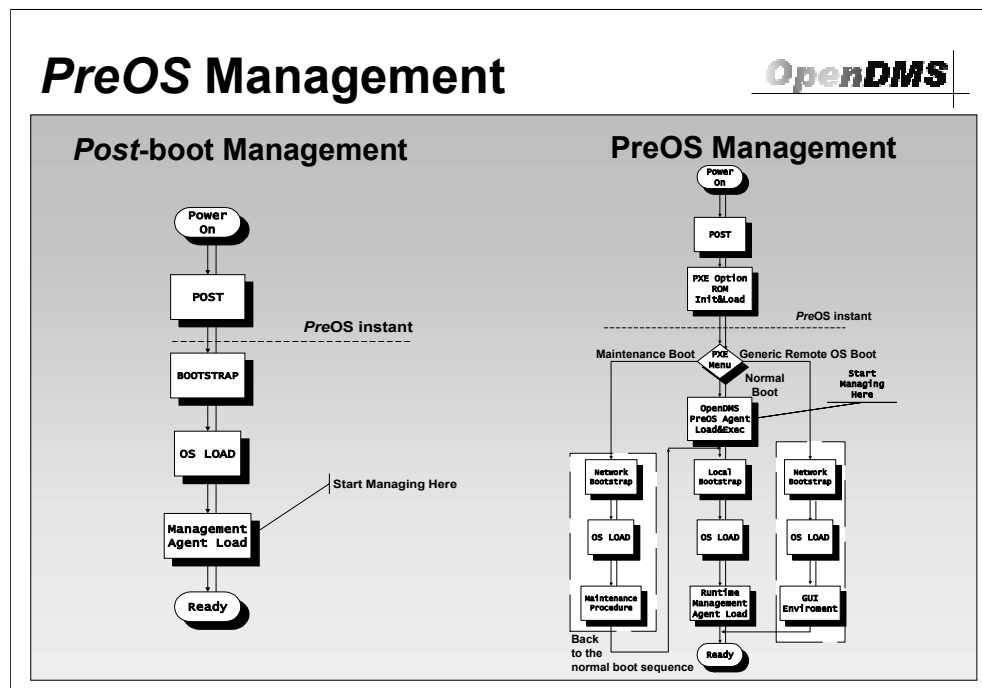 PreOS Management
OpenDMS
Post-boot Management
Power
On
POST
PreOS instant
BOOTSTRAP
OS LOAD
Start Managing Here
Management
Agent Load
Ready
PreOS Management
Power
On
POST
PXE Option
ROM
Init&Load
PreOS instant
Maintenance Boot
PXE
Menu
Generic Remote OS Boot
Normal
Boot
Start
Managing
Here
OpenDMS
PreOS Agent
Load&Exec
Network
Bootstrap
Local
Bootstrap
Network
Bootstrap
OS LOAD
OS LOAD
OS LOAD
Maintenance
Procedure
Runtime
Management
Agent Load
GUI
Enviroment
Back
to the
normal boot sequence
Ready